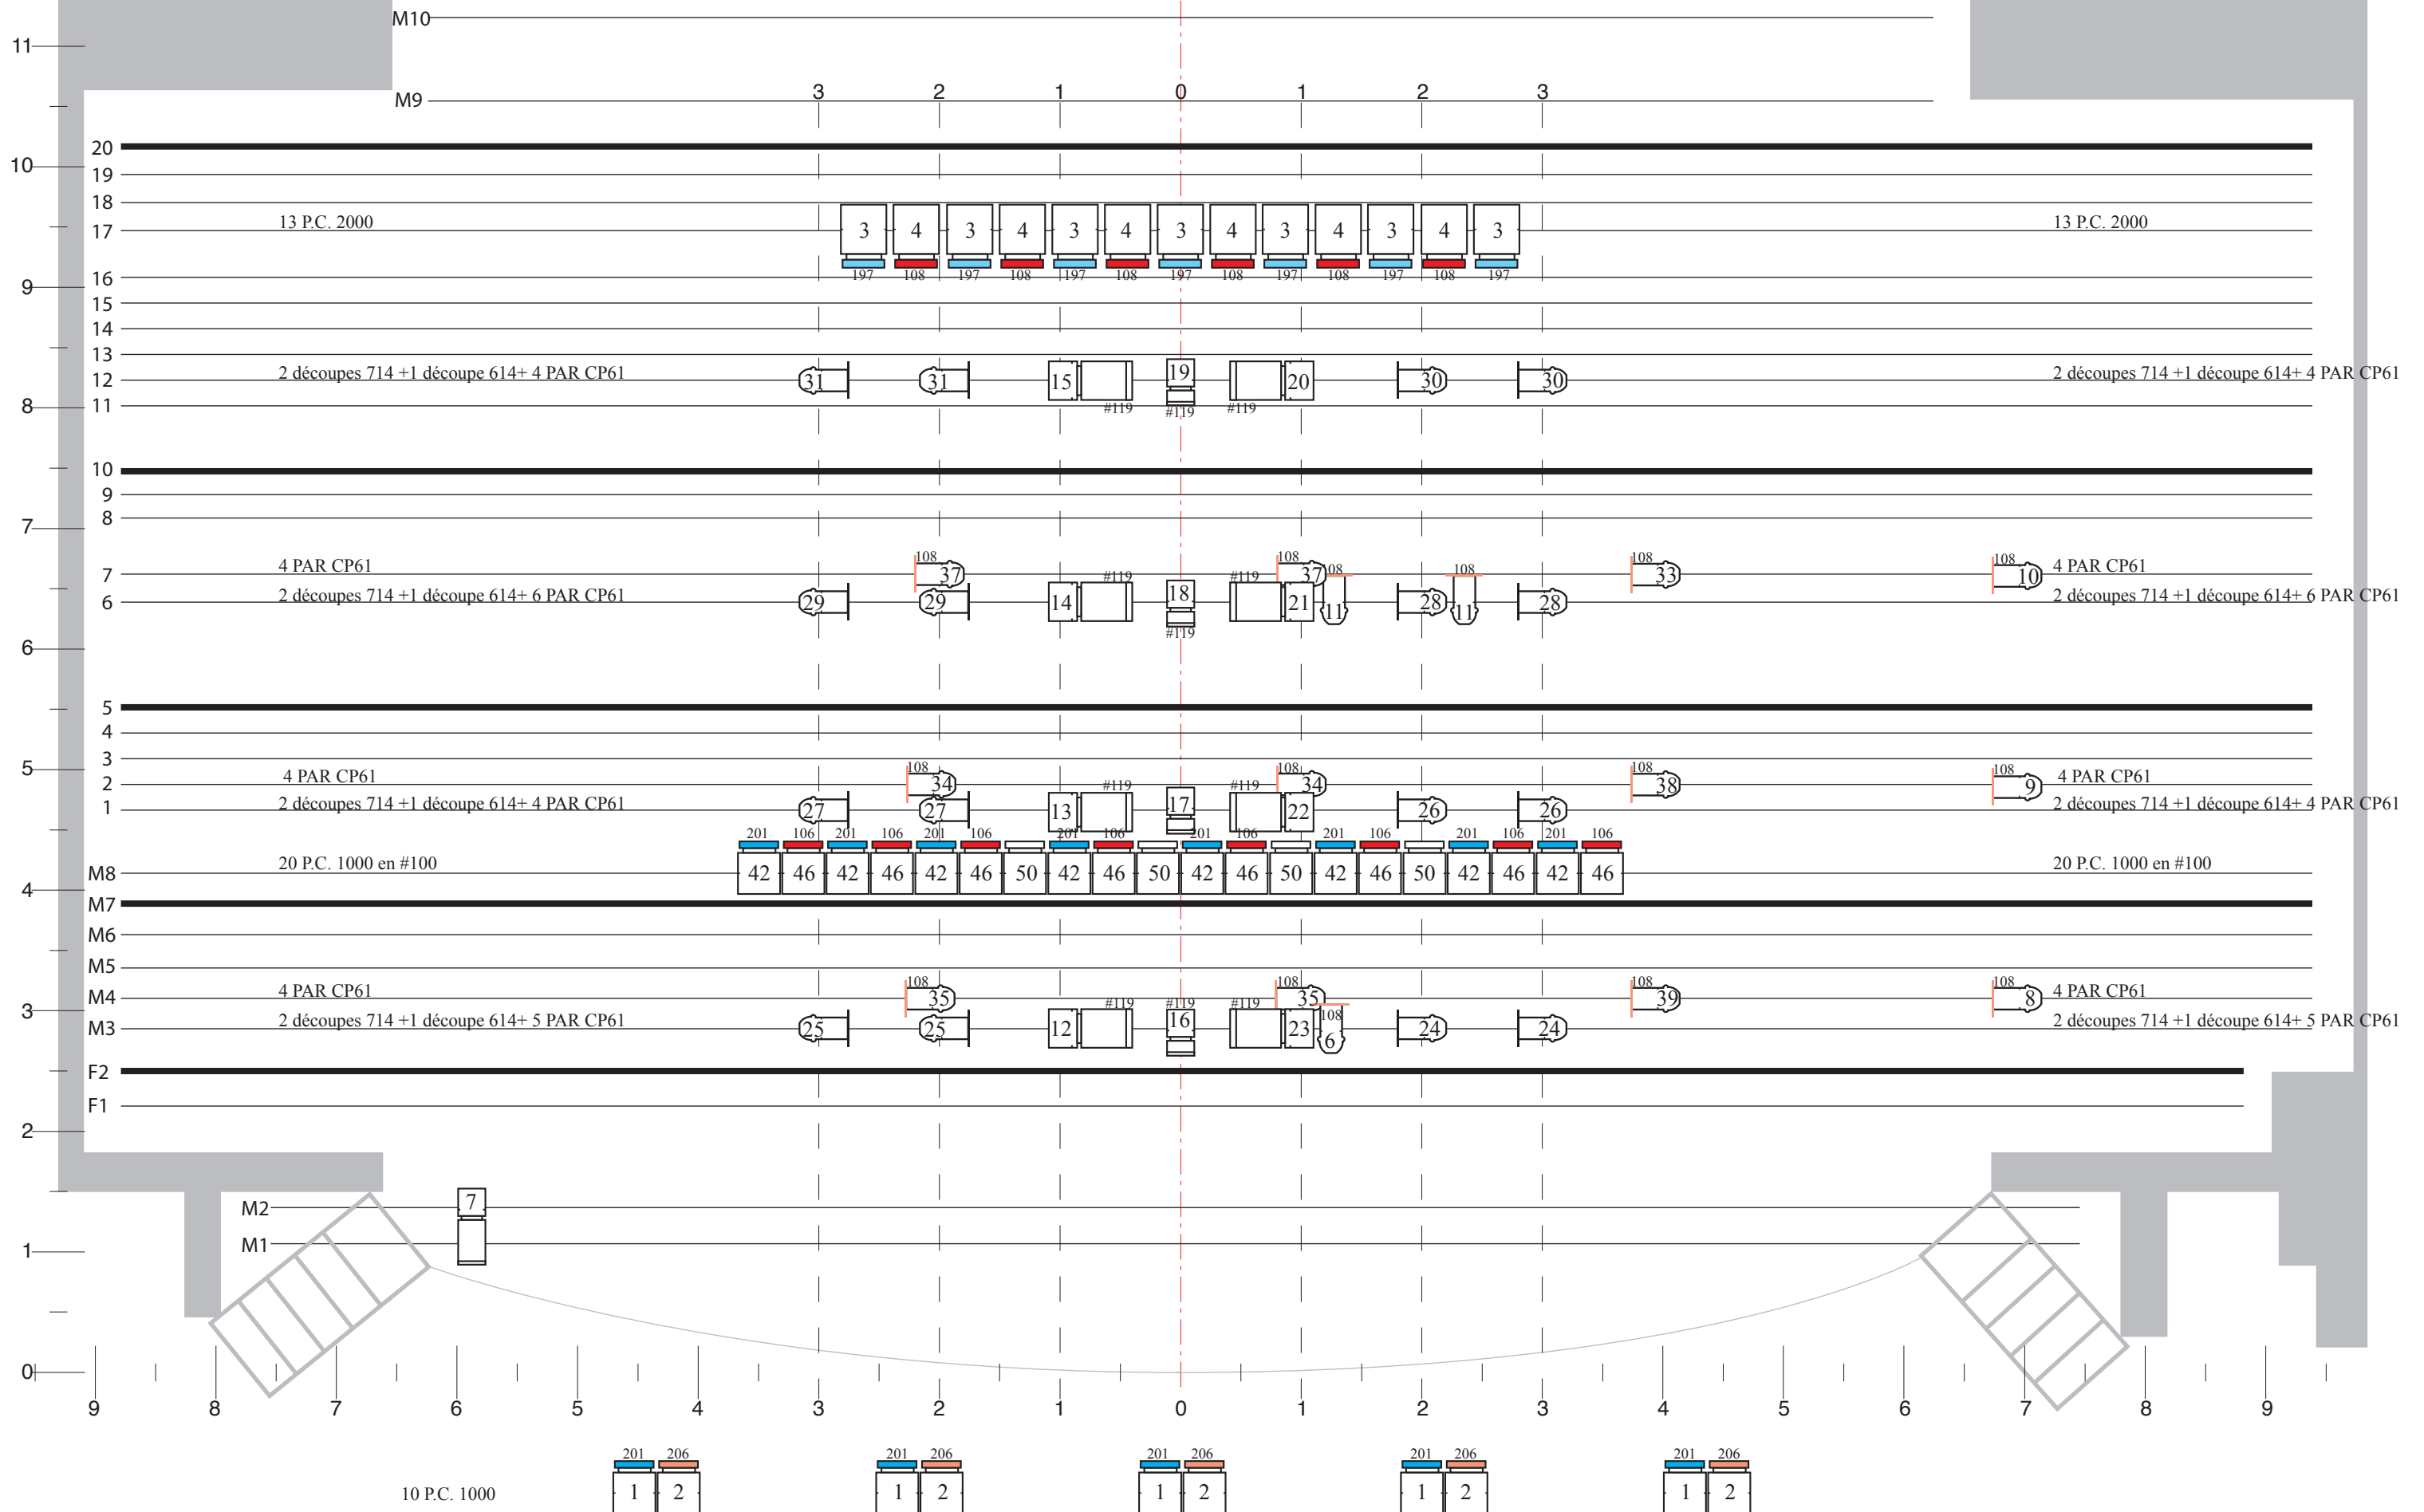 M10
11
M9 3 2 1 0 1 2 3
20
10
19
18
13 P.C. 2000 13 P.C. 2000
17 3 4 3 4 3 4 3 4 3 4 3 4 3
197 108 197 108 197 108 197 108 197 108 197 108 197
16
9
15
14
13
2 découpes 714 +1 découpe 614+ 4 PAR CP61 2 découpes 714 +1 découpe 614+ 4 PAR CP61
12 31 31 15 19 20 30 30
8 11 #119 #119 #119
10
9
8
7
108 108 108 108 108 108
4 PAR CP61 4 PAR CP61
7 37 37 33 10
#119 #119
2 découpes 714 +1 découpe 614+ 6 PAR CP61 2 découpes 714 +1 découpe 614+ 6 PAR CP61
6 29 29 14 18 21 11 28 11 28
#119
6
5
4
3
5
108 108 108 108
4 PAR CP61 4 PAR CP61
2 34 34 38 9
#119 #119
2 découpes 714 +1 découpe 614+ 4 PAR CP61 2 découpes 714 +1 découpe 614+ 4 PAR CP61
1 27 27 13 17 22 26 26
201 106 201 106 201 106 201 106 201 106 201 106 201 106 201 106
20 P.C. 1000 en #100 20 P.C. 1000 en #100
M8 42 46 42 46 42 46 50 42 46 50 42 46 50 42 46 50 42 46 42 46
4
M7
M6
M5
108 108 108 108
4 PAR CP61 4 PAR CP61
M4 35 35 39 8
3 #119 #119 #119
108
2 découpes 714 +1 découpe 614+ 5 PAR CP61 2 découpes 714 +1 découpe 614+ 5 PAR CP61
M3 25 25 12 16 23 6 24 24
F2
F1
2
7
M2
M1
1
0
9 8 7 6 5 4 3 2 1 0 1 2 3 4 5 6 7 8 9
201 206 201 206 201 206 201 206 201 206
10 P.C. 1000 1 2 1 2 1 2 1 2 1 2